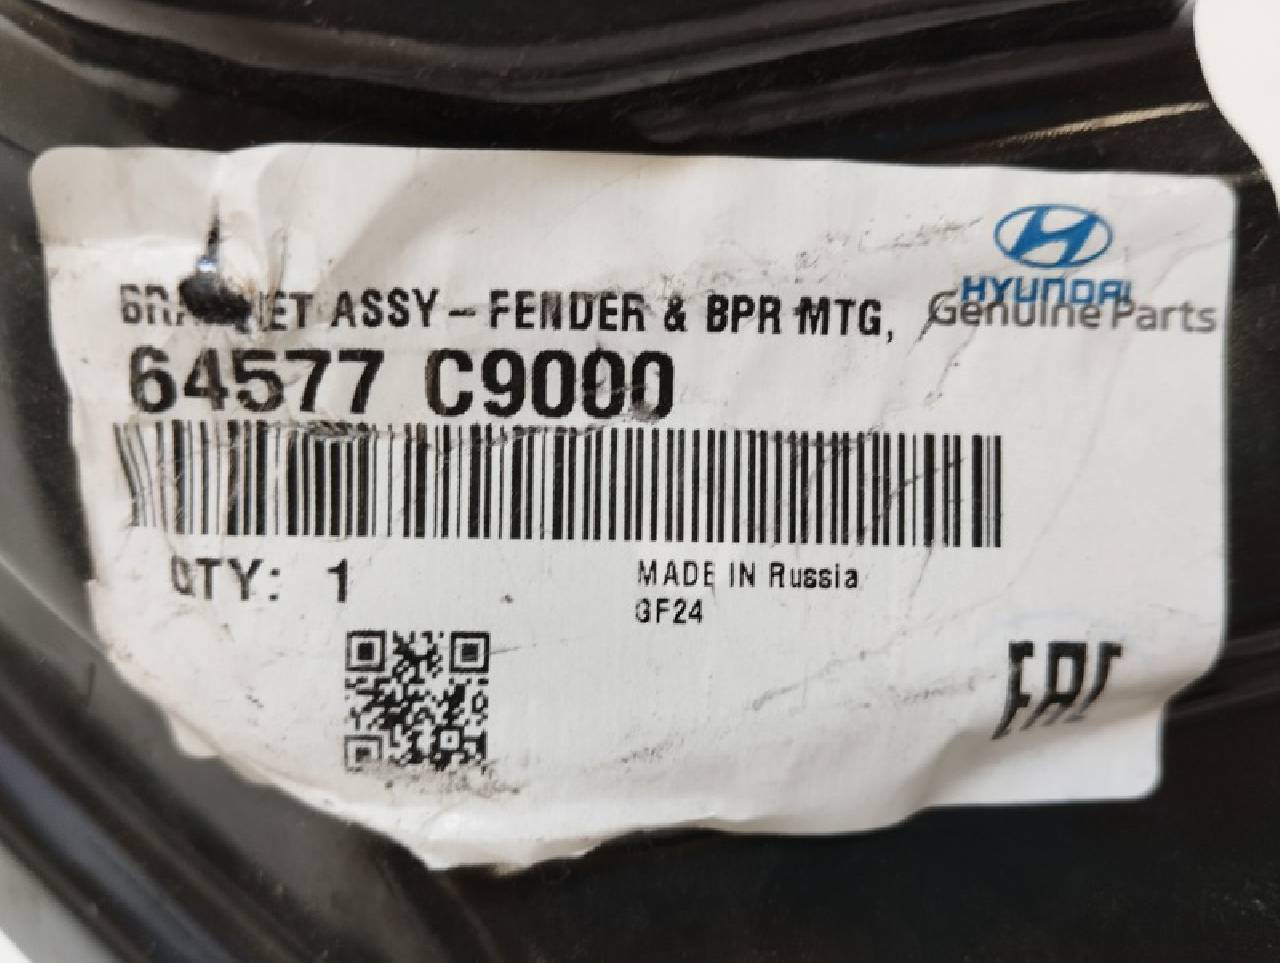 HYUNDAI
Genuine Parts
BRACKET ASSY - FENDER & BPR MTG,
64577 C9000
QTY: 1
MADE IN Russia
GF24
EAC